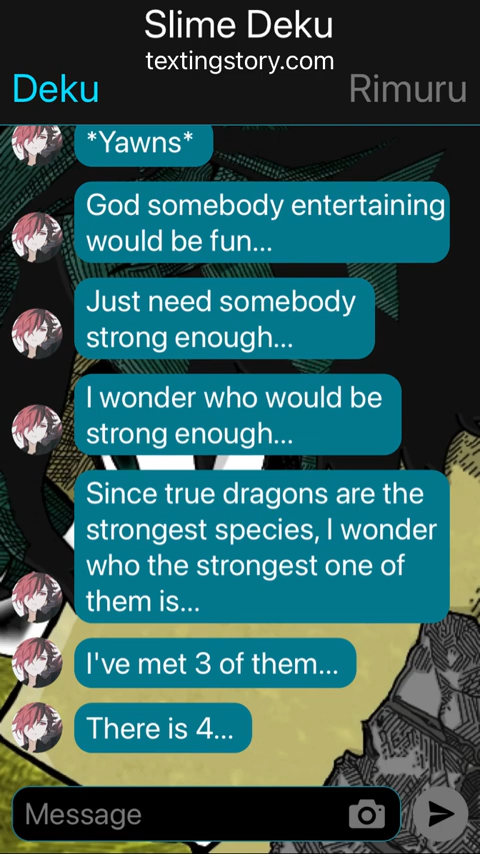 Slime Deku
textingstory.com
Deku
Rimuru
*Yawns*
God somebody entertaining
would be fun...
Just need somebody
strong enough...
I wonder who would be
strong enough...
Since true dragons are the
strongest species, I wonder
who the strongest one of
them is...
I've met 3 of them...
There is 4...
Message